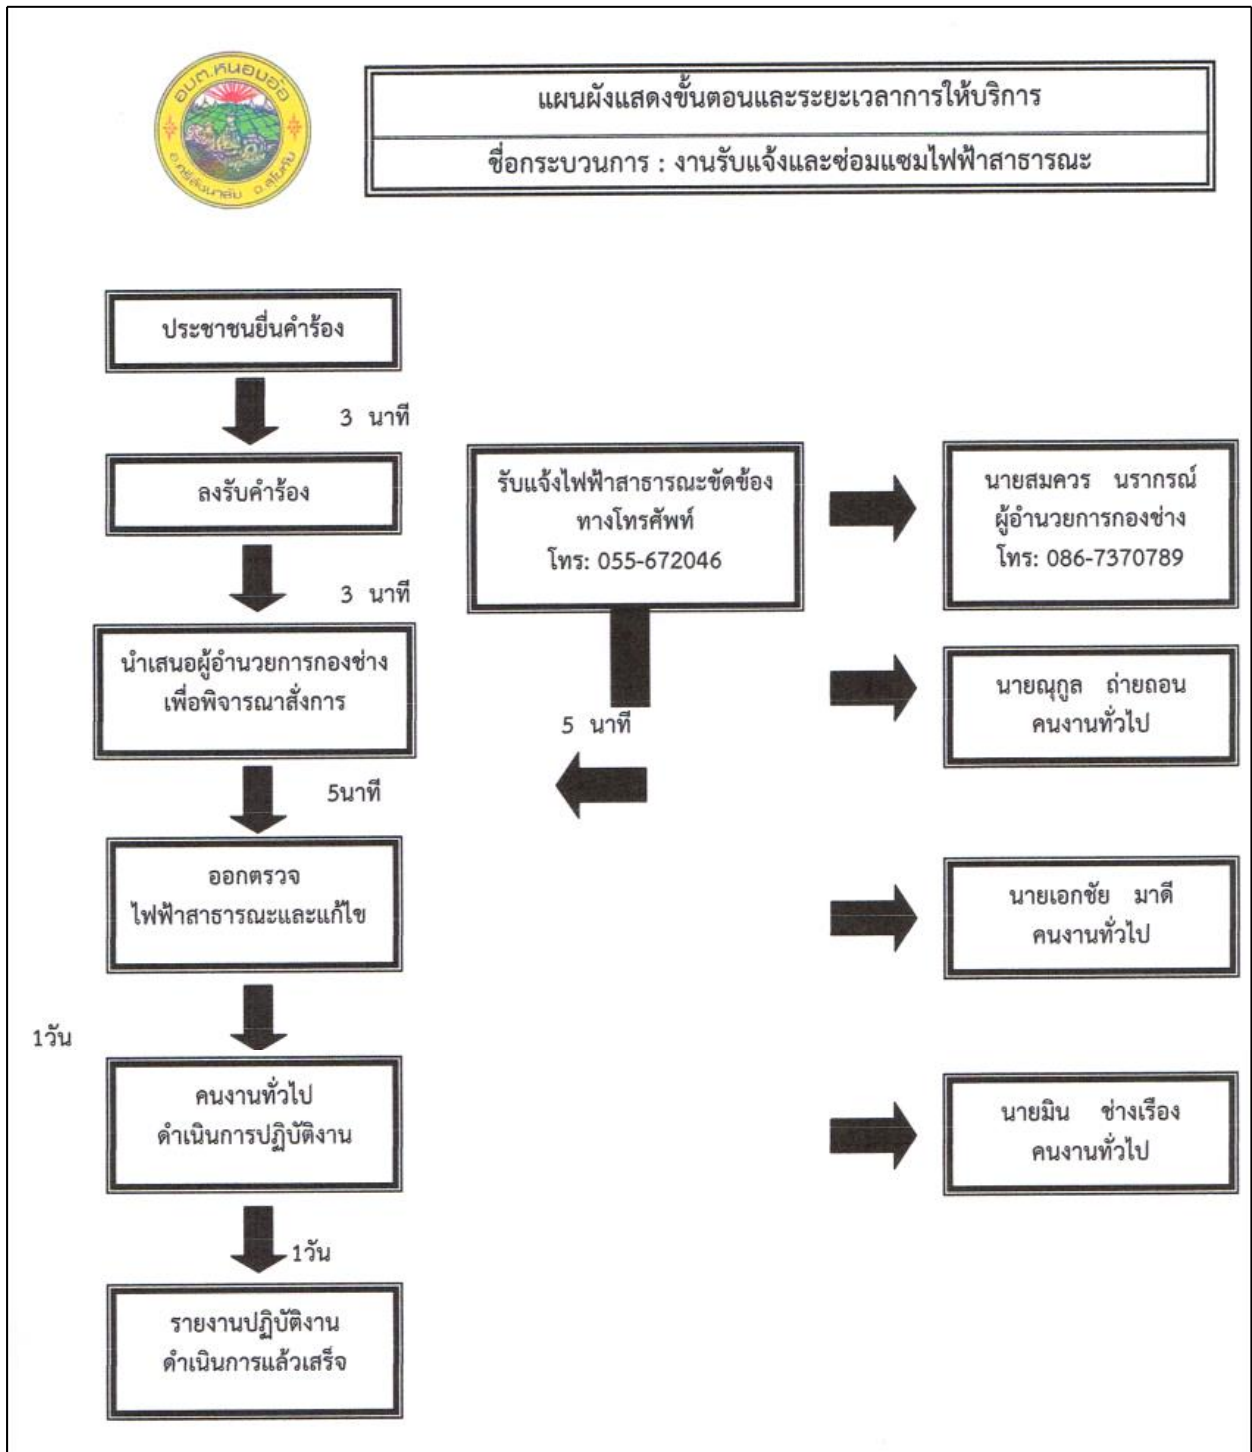 อบต.หนองอ้อ
อ.ศรีสัชนาลัย จ.สุโขทัย
แผนผังแสดงขั้นตอนและระยะเวลาการให้บริการ
ชื่อกระบวนการ : งานรับแจ้งและซ่อมแซมไฟฟ้าสาธารณะ
ประชาชนยื่นคำร้อง
3 นาที
ลงรับคำร้อง
3 นาที
นำเสนอผู้อำนวยการกองช่าง
เพื่อพิจารณาสั่งการ
5นาที
ออกตรวจ
ไฟฟ้าสาธารณะและแก้ไข
1วัน
คนงานทั่วไป
ดำเนินการปฏิบัติงาน
1วัน
รายงานปฏิบัติงาน
ดำเนินการแล้วเสร็จ
รับแจ้งไฟฟ้าสาธารณะขัดข้อง
ทางโทรศัพท์
โทร: 055-672046
5 นาที
นายสมควร นรากรณ์
ผู้อำนวยการกองช่าง
โทร: 086-7370789
นายณุกูล ถ่ายถอน
คนงานทั่วไป
นายเอกชัย มาดี
คนงานทั่วไป
นายมิน ช่างเรือง
คนงานทั่วไป